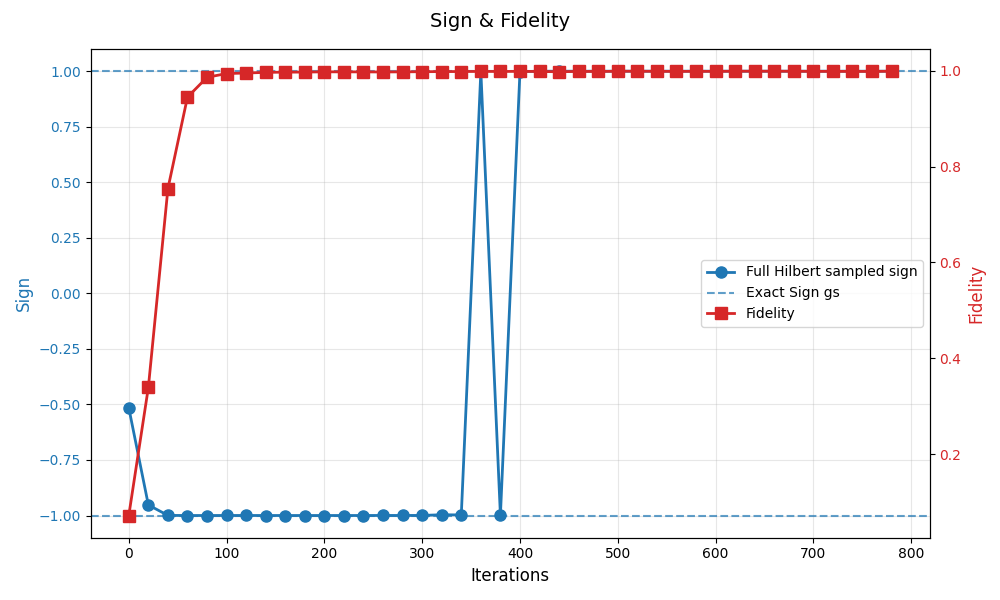 Sign & Fidelity
1.00
0.75
0.50
0.25
0.00
−0.25
−0.50
−0.75
−1.00
Sign
1.0
0.8
0.6
0.4
0.2
Fidelity
Full Hilbert sampled sign
Exact Sign gs
Fidelity
0 100 200 300 400 500 600 700 800
Iterations